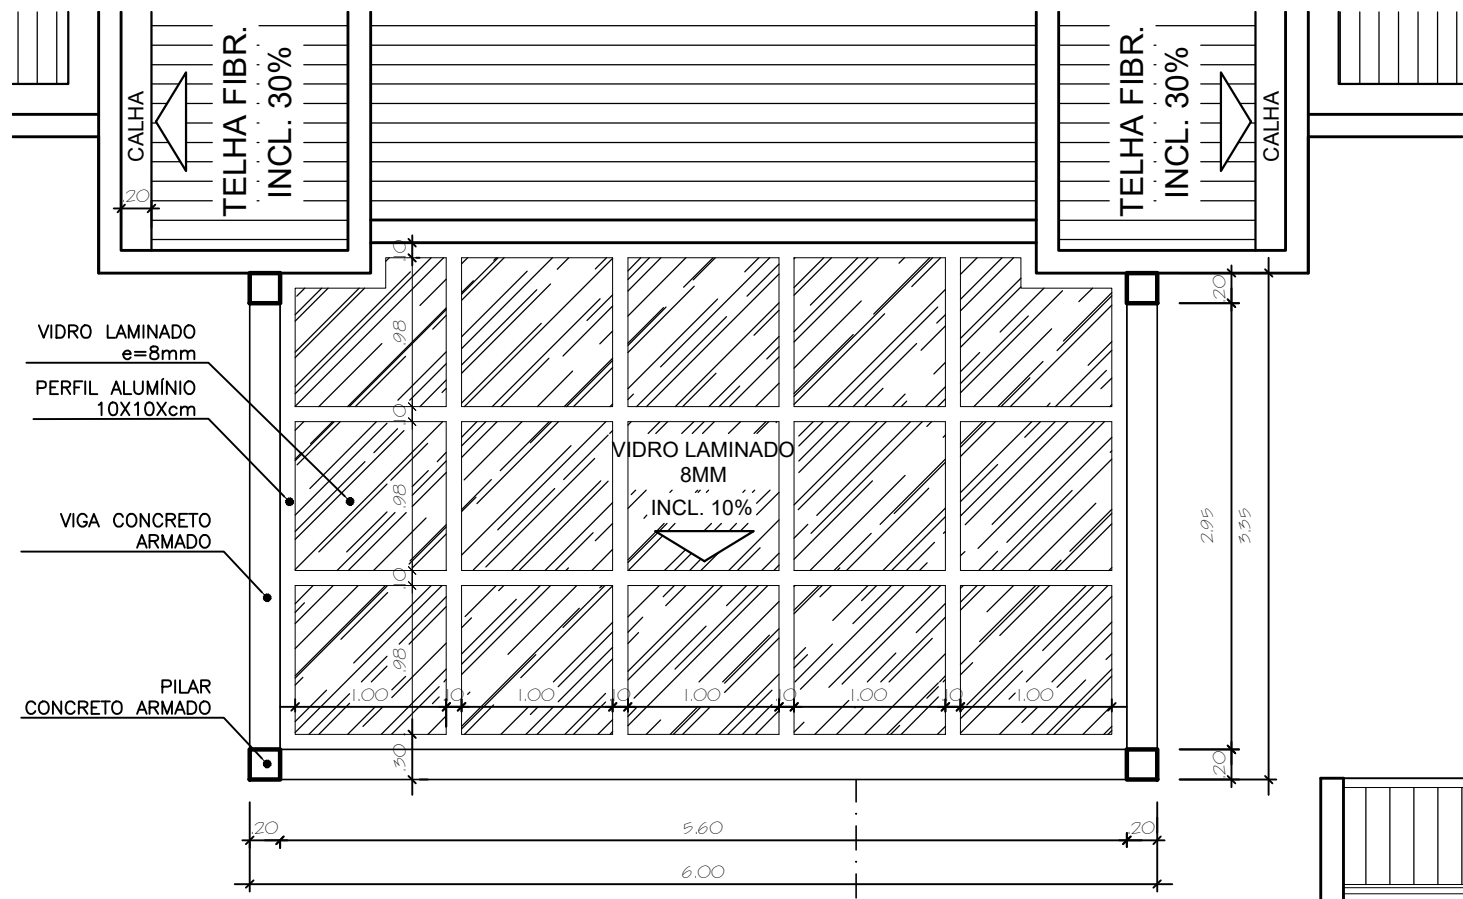 TELHA FIBR.
INCL. 30%
CALHA
.20
TELHA FIBR.
INCL. 30%
CALHA
.10
.20
VIDRO LAMINADO
e=8mm
.98
PERFIL ALUMÍNIO
10X10Xcm
.10
VIDRO LAMINADO
8MM
INCL. 10%
.98
2.95
3.35
VIGA CONCRETO
ARMADO
.10
.98
PILAR
CONCRETO ARMADO
1.00
.10
1.00
.10
1.00
.10
1.00
.10
1.00
.30
.20
.20
5.60
.20
6.00